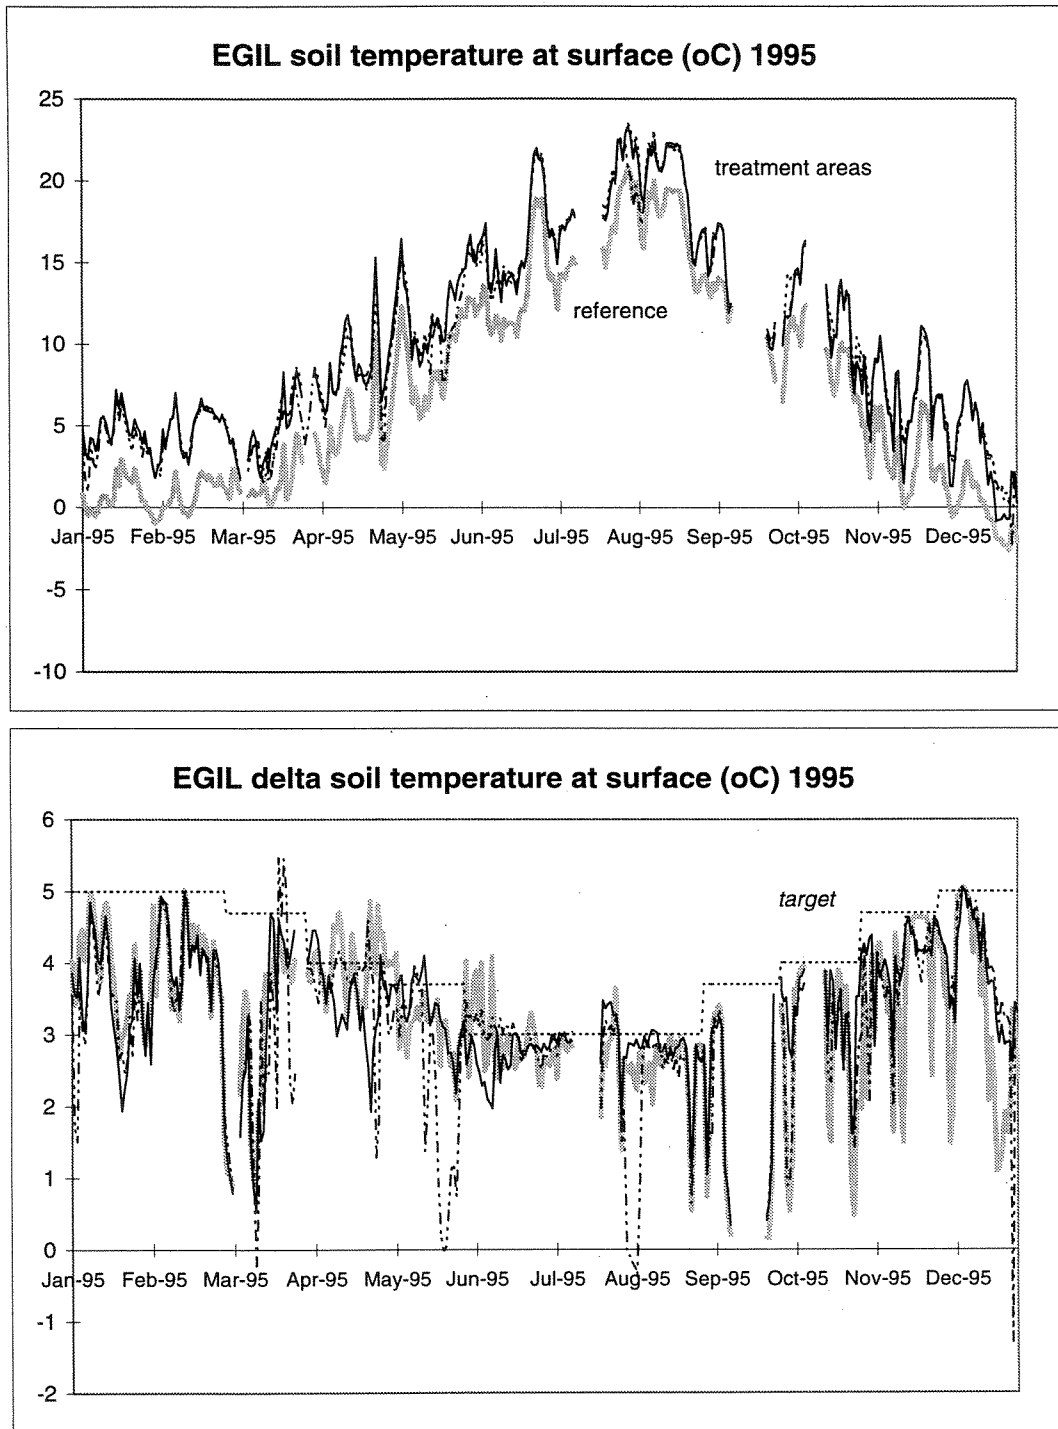 EGIL soil temperature at surface (oC) 1995
25
20
15
10
5
0
-5
-10
treatment areas
reference
Jan-95 Feb-95 Mar-95 Apr-95 May-95 Jun-95 Jul-95 Aug-95 Sep-95 Oct-95 Nov-95 Dec-95
EGIL delta soil temperature at surface (oC) 1995
6
5
4
3
2
1
0
-1
-2
target
Jan-95 Feb-95 Mar-95 Apr-95 May-95 Jun-95 Jul-95 Aug-95 Sep-95 Oct-95 Nov-95 Dec-95